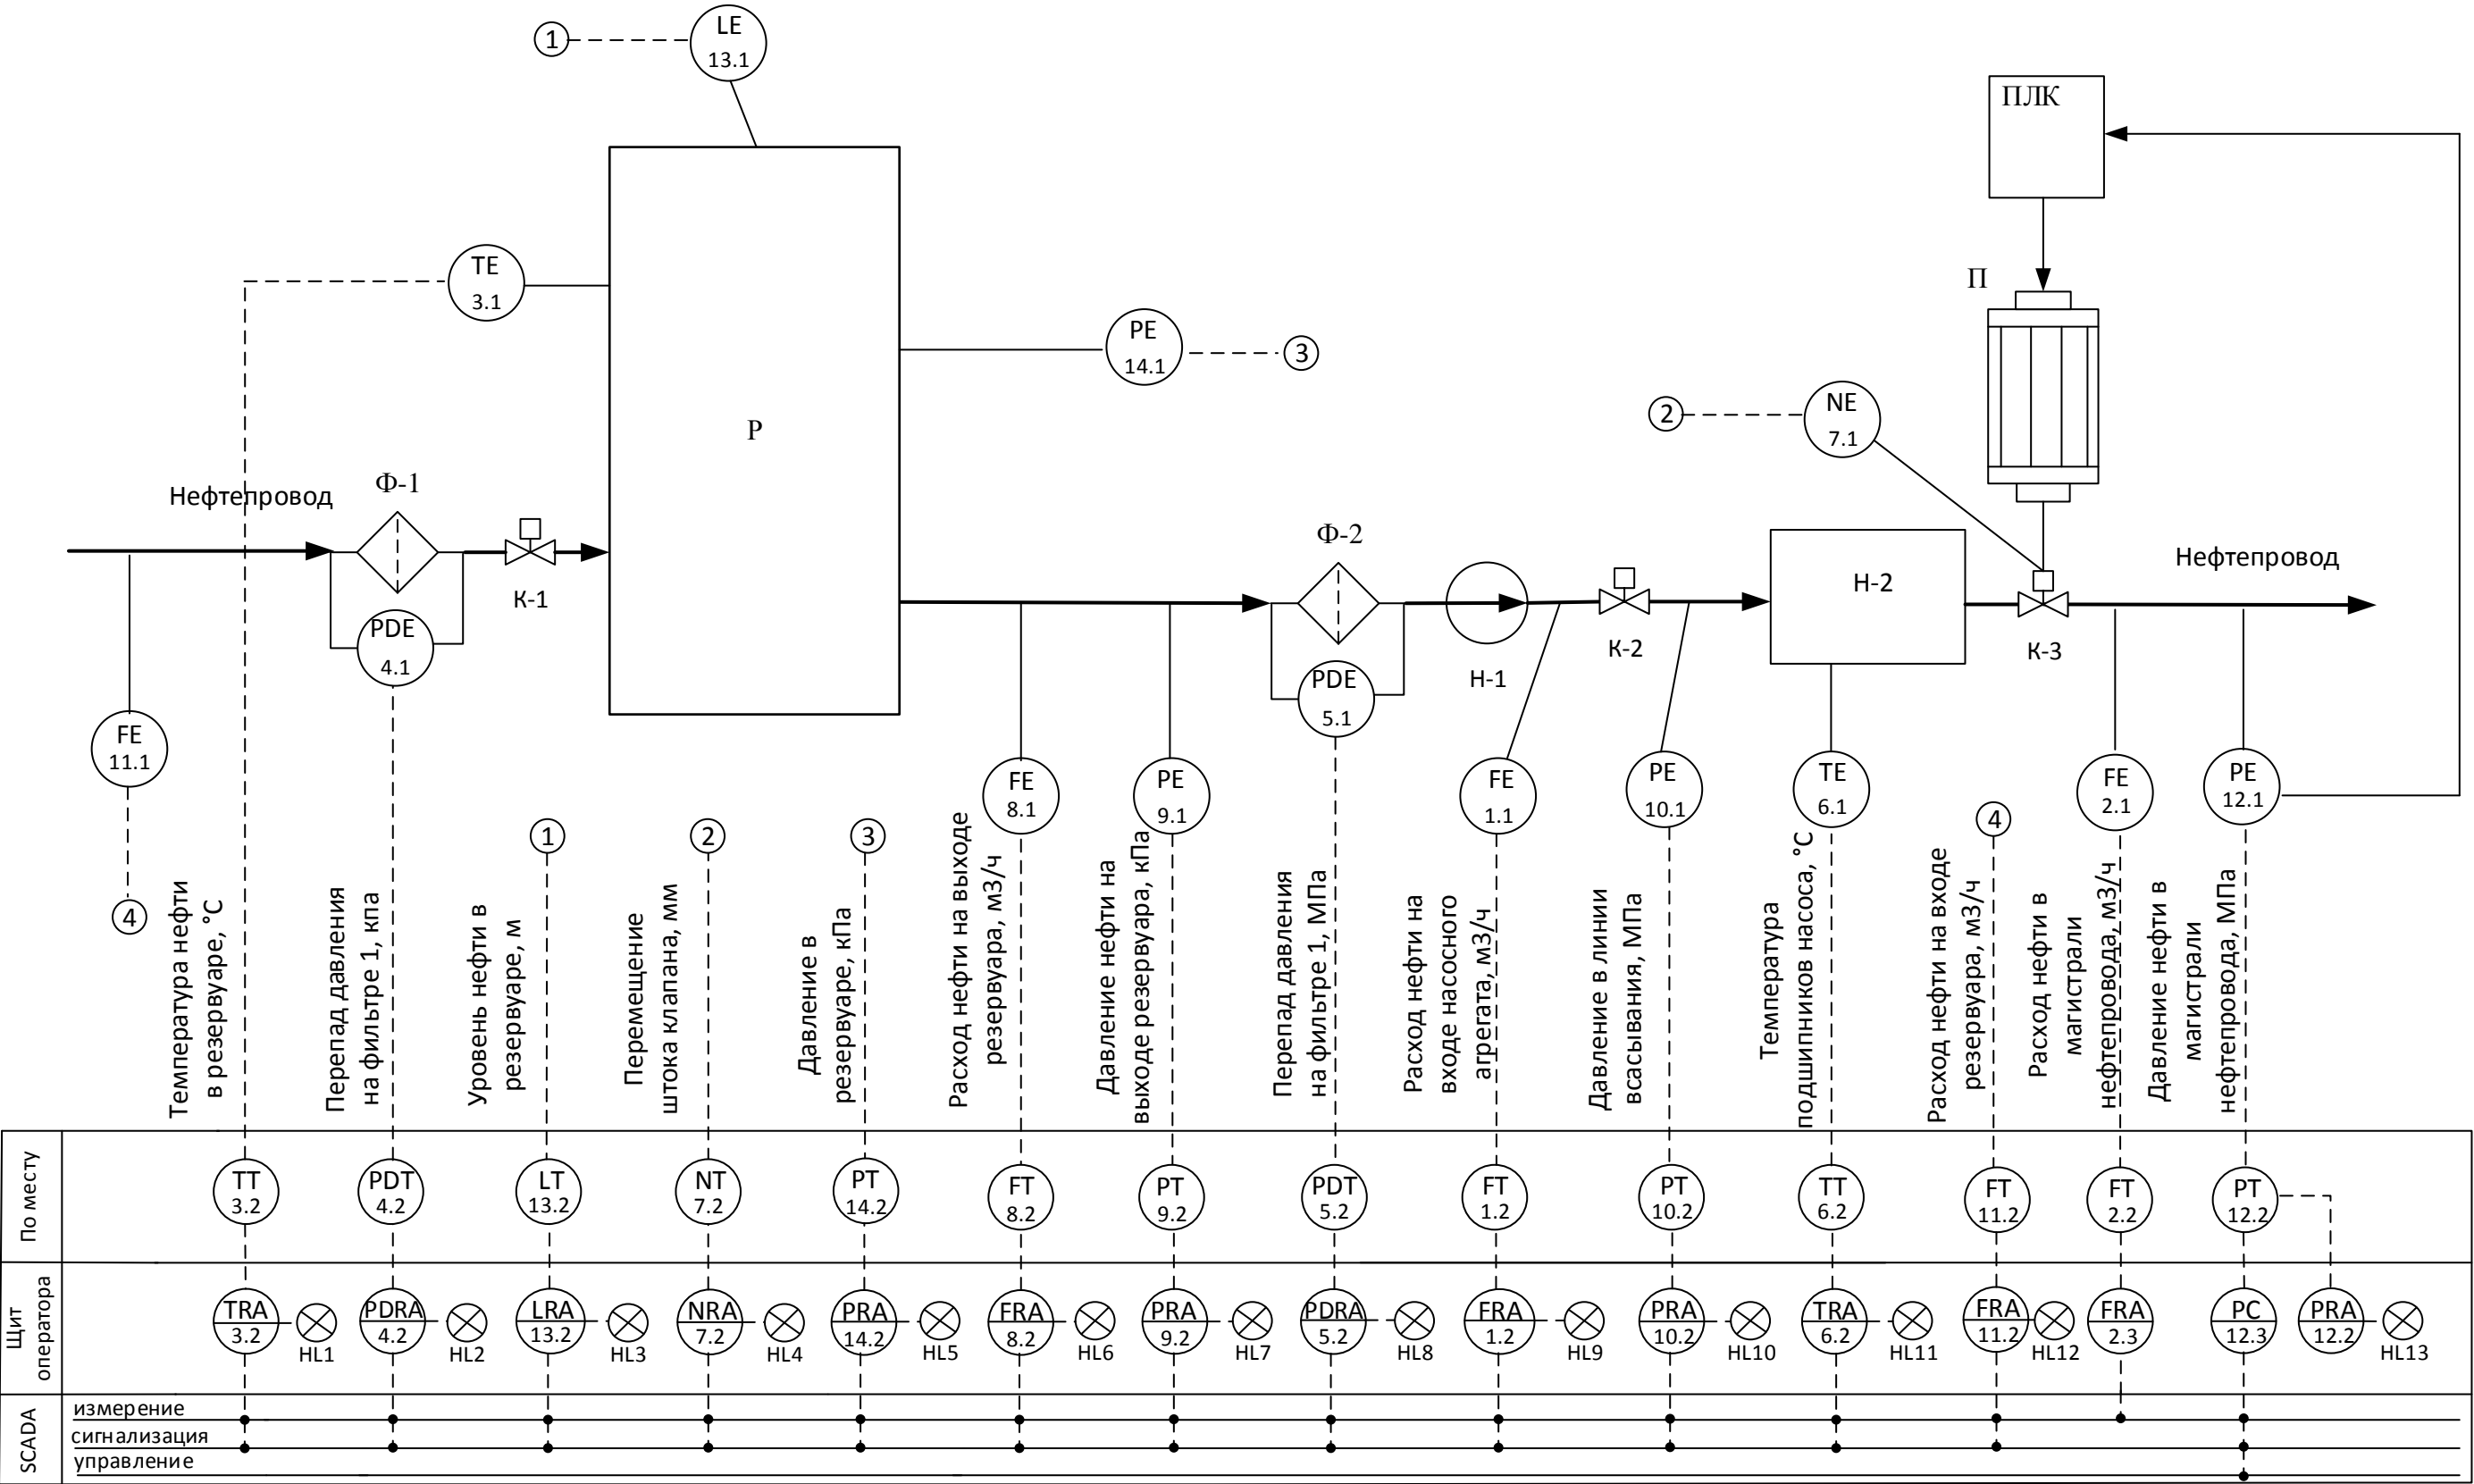 1
LE
13.1
ПЛК
TE
3.1
PE
14.1
3
П
2
NE
7.1
Р
Нефтепровод
Ф-1
К-1
PDE
4.1
Ф-2
Н-1
К-2
PDE
5.1
Н-2
К-3
Нефтепровод
FE
11.1
4
FE
8.1
PE
9.1
FE
1.1
PE
10.1
TE
6.1
FE
2.1
PE
12.1
1
2
3
4
Температура нефти
в резервуаре, °С
Перепад давления
на фильтре 1, кпа
Уровень нефти в
резервуаре, м
Перемещение
штока клапана, мм
Давление в
резервуаре, кПа
Расход нефти на выходе
резервуара, м3/ч
Давление нефти на
выходе резервуара, кПа
Перепад давления
на фильтре 1, МПа
Расход нефти на
входе насосного
агрегата, м3/ч
Давление в линии
всасывания, МПа
Температура
подшипников насоса, °С
Расход нефти на входе
резервуара, м3/ч
Расход нефти в
магистрали
нефтепровода, м3/ч
Давление нефти в
магистрали
нефтепровода, МПа
По месту
TT
3.2
PDT
4.2
LT
13.2
NT
7.2
PT
14.2
FT
8.2
PT
9.2
PDT
5.2
FT
1.2
PT
10.2
TT
6.2
FT
11.2
FT
2.2
PT
12.2
Щит
оператора
TRA
3.2
HL1
PDRA
4.2
HL2
LRA
13.2
HL3
NRA
7.2
HL4
PRA
14.2
HL5
FRA
8.2
HL6
PRA
9.2
HL7
PDRA
5.2
HL8
FRA
1.2
HL9
PRA
10.2
HL10
TRA
6.2
HL11
FRA
11.2
HL12
FRA
2.3
PC
12.3
PRA
12.2
HL13
SCADA
измерение
сигнализация
управление